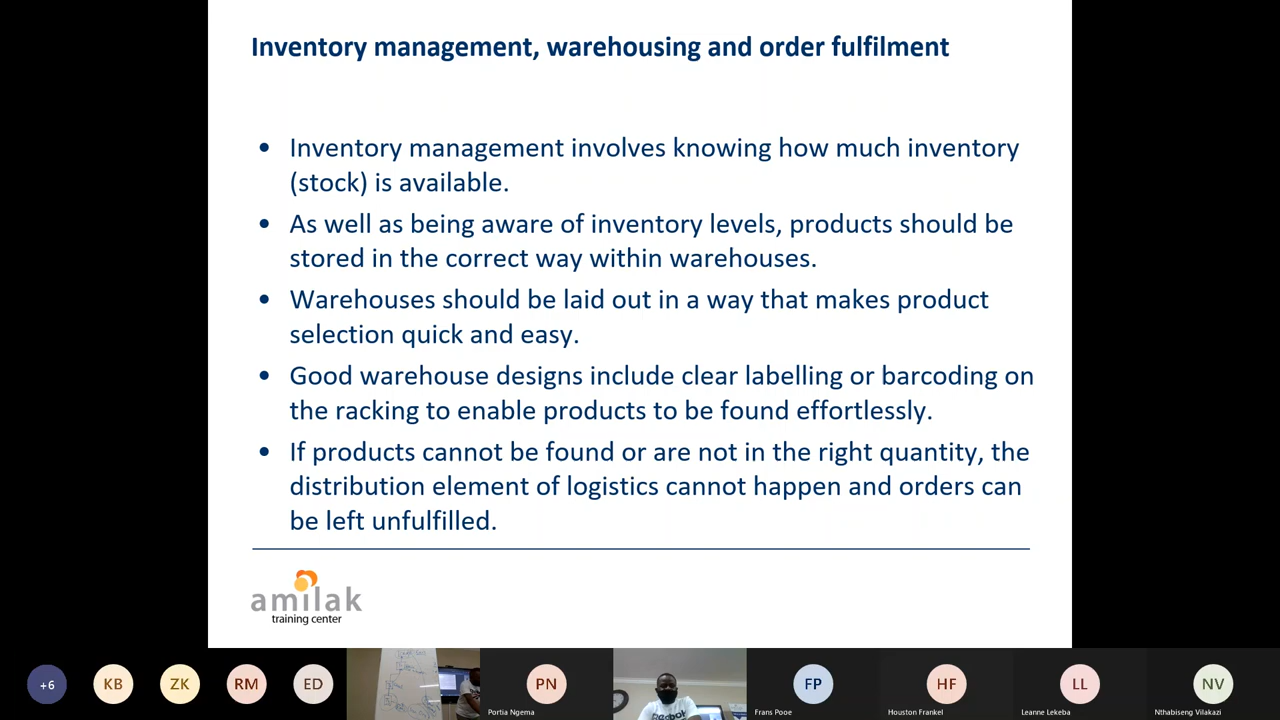 Inventory management, warehousing and order fulfilment
• Inventory management involves knowing how much inventory
(stock) is available.
• As well as being aware of inventory levels, products should be
stored in the correct way within warehouses.
• Warehouses should be laid out in a way that makes product
selection quick and easy.
• Good warehouse designs include clear labelling or barcoding on
the racking to enable products to be found effortlessly.
• If products cannot be found or are not in the right quantity, the
distribution element of logistics cannot happen and orders can
be left unfulfilled.
amilak
training center
+6
KB
ZK
RM
ED
PN
Portia Ngema
Reebok
FP
Frans Pooe
HF
Houston Frankel
LL
Leanne Lekeba
NV
Nthabiseng Vilakazi